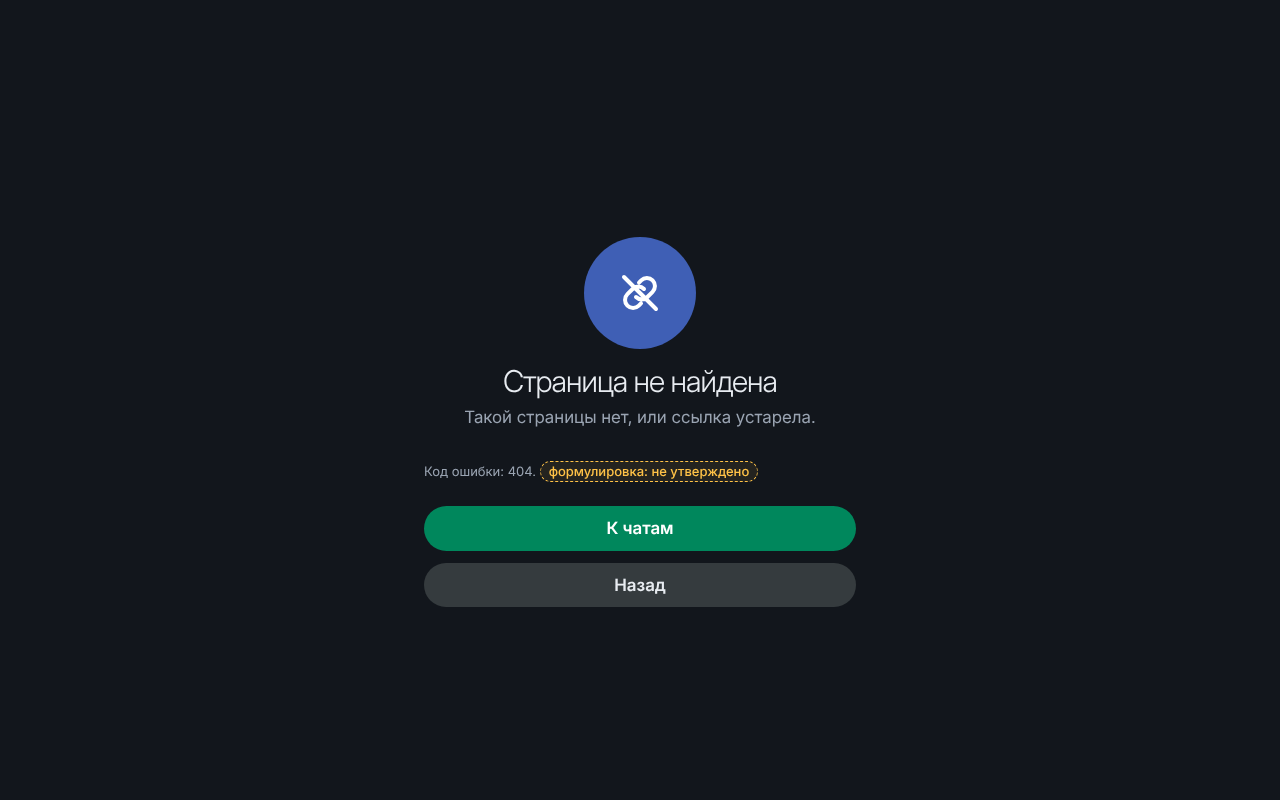 Страница не найдена
Такой страницы нет, или ссылка устарела.
Код ошибки: 404. формулировка: не утверждено
К чатам
Назад